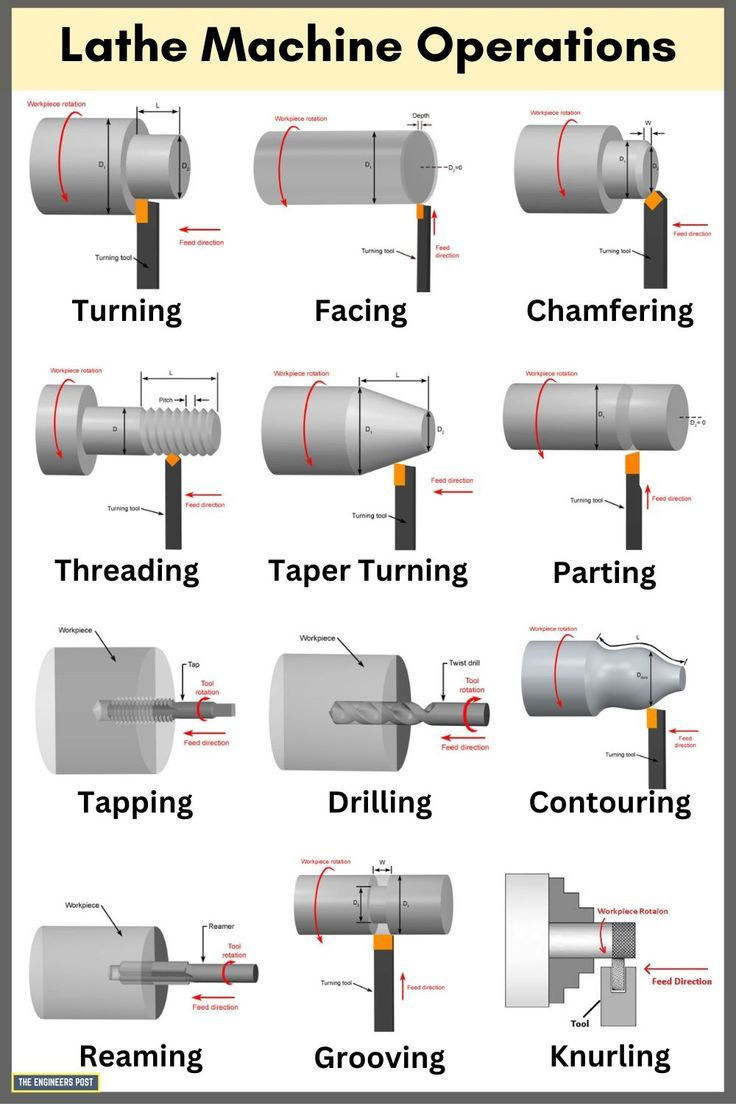 Lathe Machine Operations
Workpiece rotation
L
D₁
D₂
Turning tool
Feed direction
Turning
Workpiece rotation
Depth
D₂=0
D₁
Turning tool
Feed
direction
Facing
Workpiece rotation
W
Turning tool
Feed direction
Chamfering
Workpiece rotation
L
Pitch
D
Turning tool
Feed direction
Threading
Workpiece rotation
L
D₁
D₂
Turning tool
Feed direction
Taper Turning
Workpiece rotation
D₁
D₂= 0
Turning tool
Feed direction
Parting
Workpiece
Tap
Tool
rotation
Feed direction
Tapping
Workpiece
Twist drill
Tool
rotation
Feed direction
Drilling
Workpiece rotation
L
Turning tool
Feed direction
Contouring
Workpiece
Reamer
Tool
rotation
Feed direction
Reaming
Workpiece rotation
W
Turning tool
Feed direction
Grooving
Workpiece Rotaion
Feed Direction
Tool
Knurling
THE ENGINEERS POST